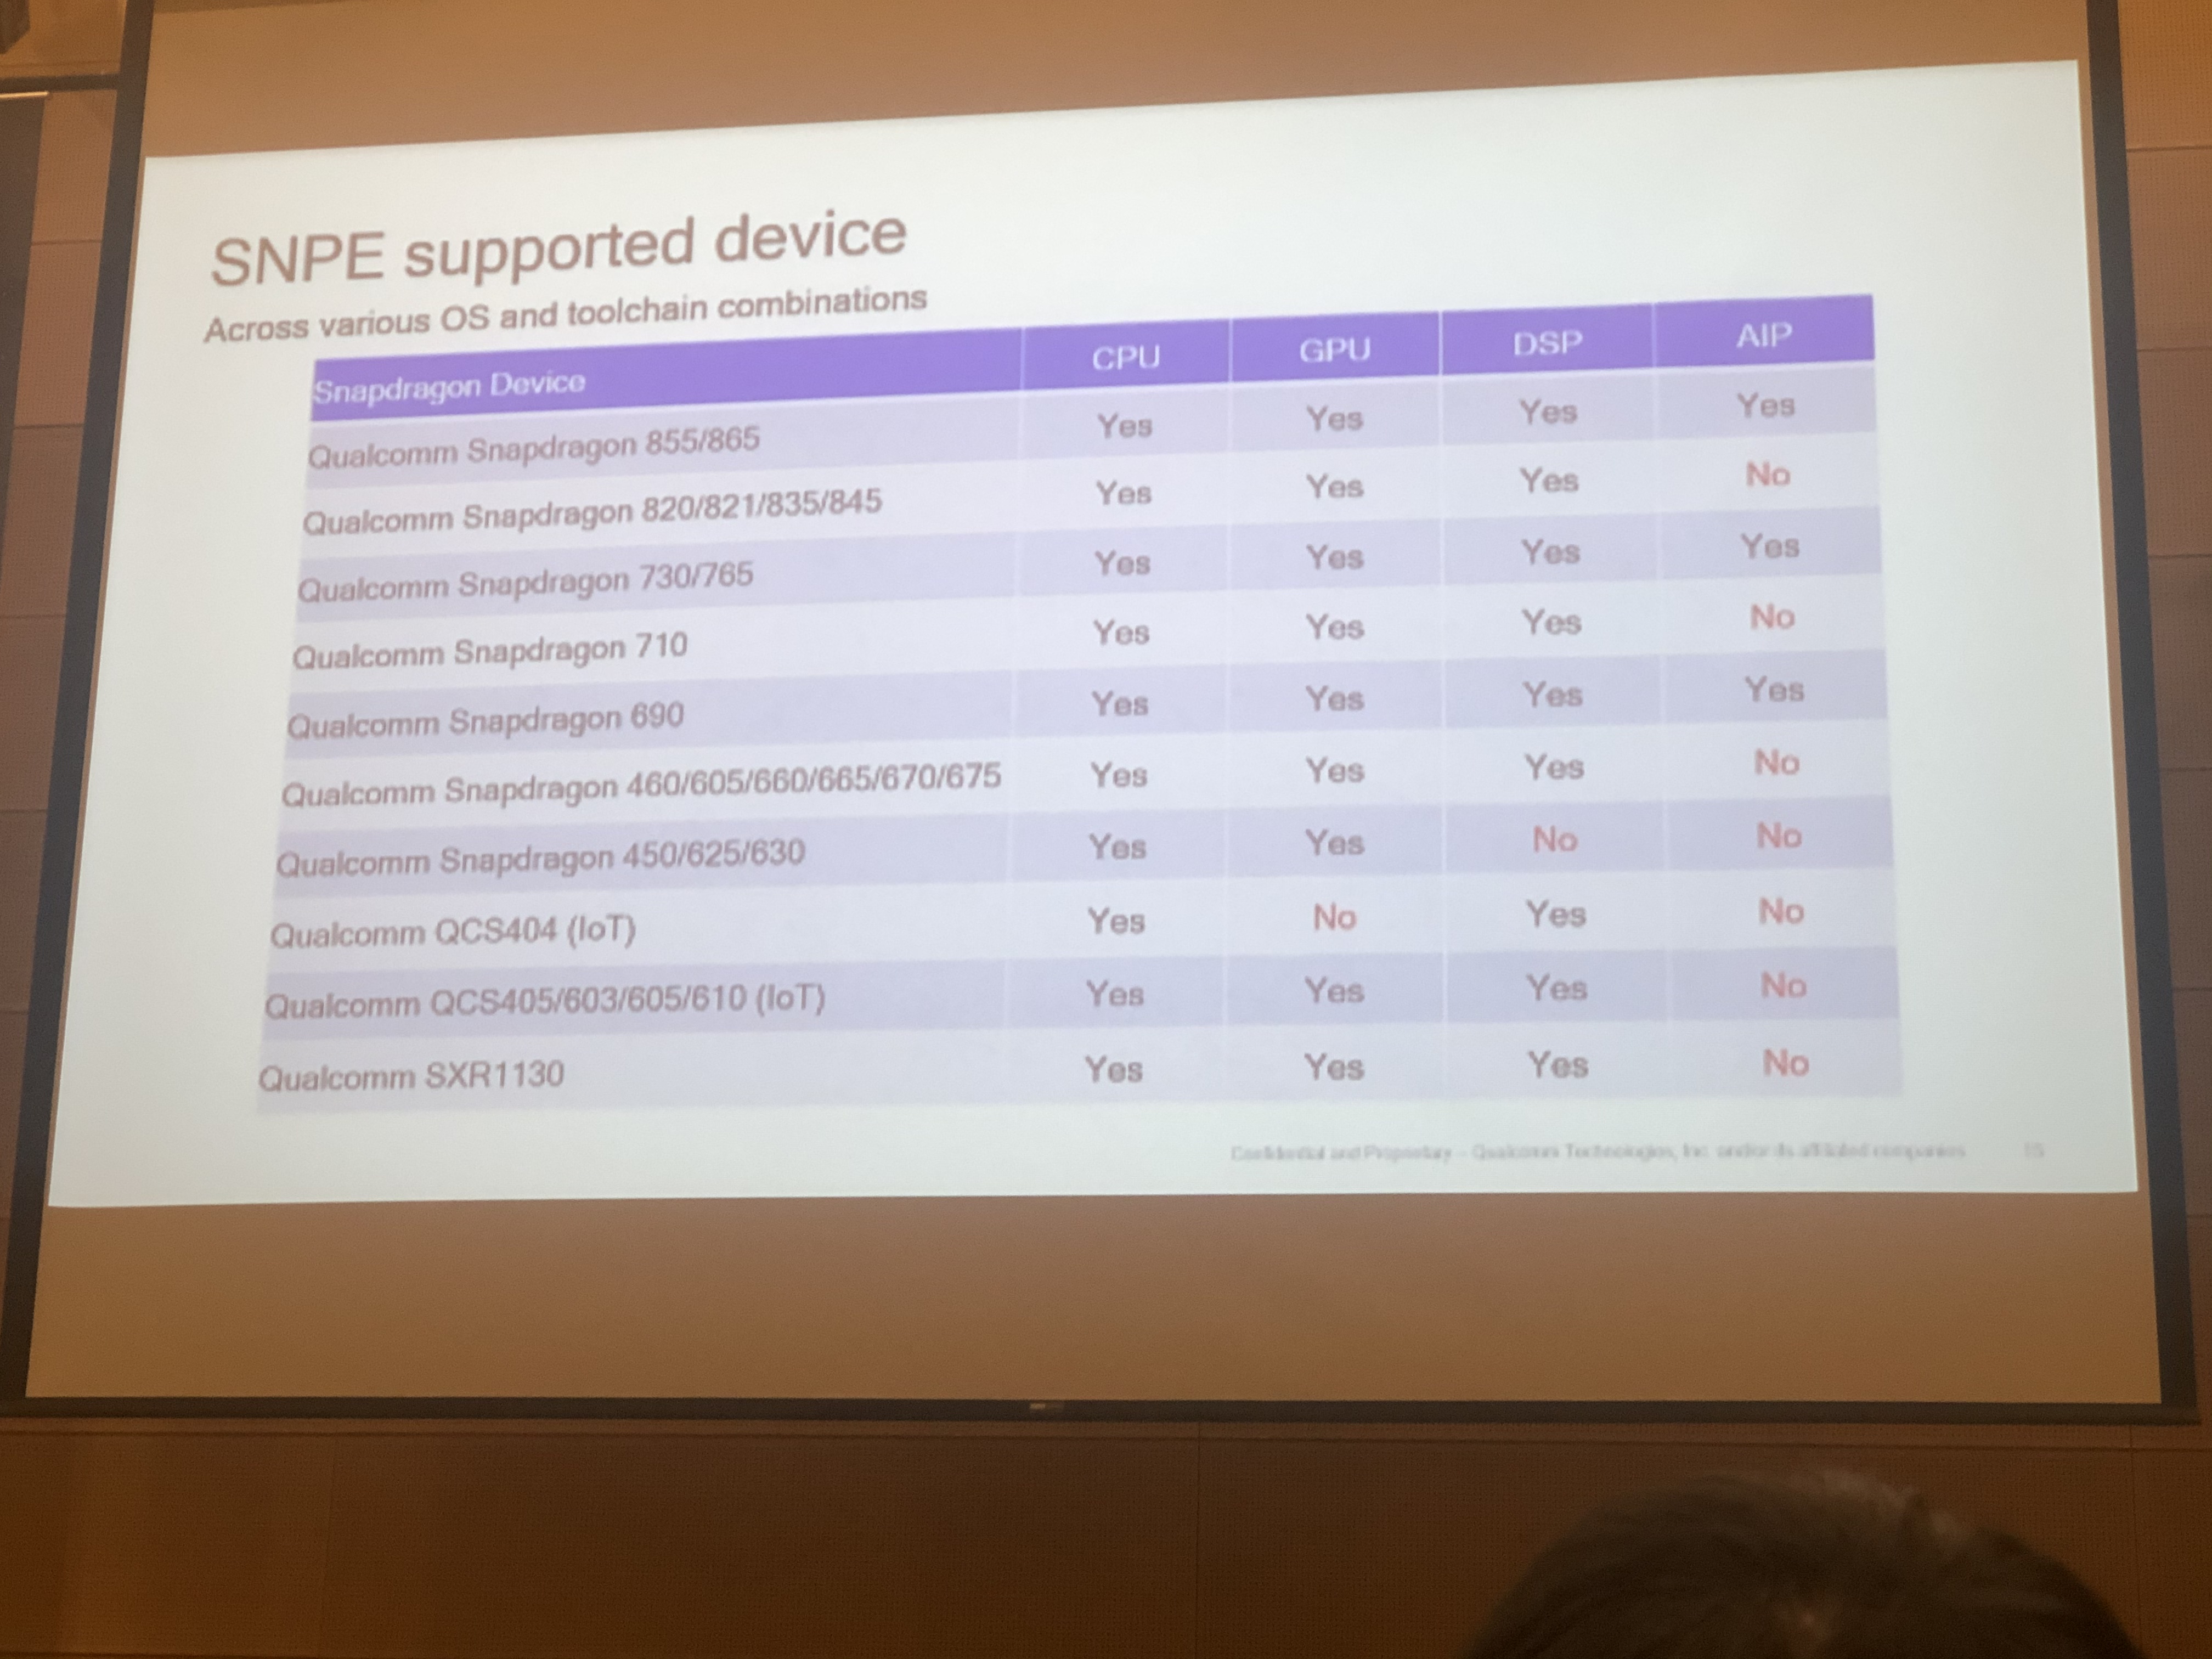 SNPE supported device
Across various OS and toolchain combinations
Snapdragon Device CPU GPU DSP AIP
Qualcomm Snapdragon 855/865 Yes Yes Yes Yes
Qualcomm Snapdragon 820/821/835/845 Yes Yes Yes No
Qualcomm Snapdragon 730/765 Yes Yes Yes Yes
Qualcomm Snapdragon 710 Yes Yes Yes No
Qualcomm Snapdragon 690 Yes Yes Yes Yes
Qualcomm Snapdragon 460/605/660/665/670/675 Yes Yes Yes No
Qualcomm Snapdragon 450/625/630 Yes Yes No No
Qualcomm QCS404 (IoT) Yes No Yes No
Qualcomm QCS405/603/605/610 (IoT) Yes Yes Yes No
Qualcomm SXR1130 Yes Yes Yes No
Confidential and Proprietary – Qualcomm Technologies, Inc. and/or its affiliated companies